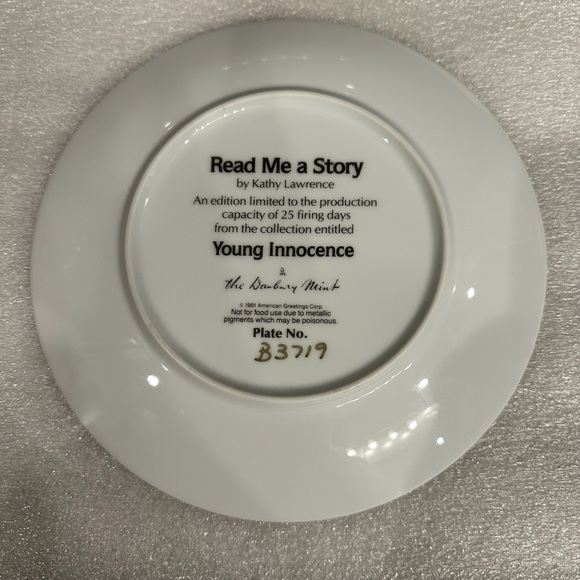 Read Me a Story
by Kathy Lawrence
An edition limited to the production
capacity of 25 firing days
from the collection entitled
Young Innocence
the Danbury Mint
© 1991 American Greetings Corp.
Not for food use due to metallic
pigments which may be poisonous.
Plate No.
B3719